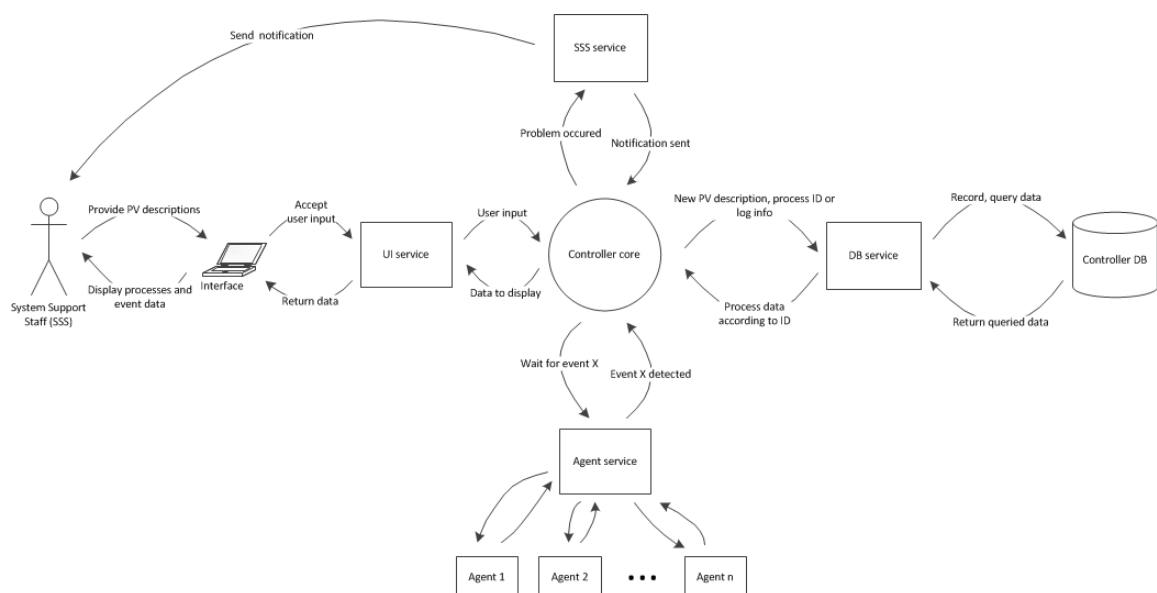 Send notification
SSS service
Problem occured
Notification sent
Provide PV descriptions
Accept
user input
User input
New PV description, process ID or
log info
Record, query data
UI service
Controller core
DB service
Controller DB
Interface
Display processes and
event data
Return data
Data to display
Process data
according to ID
Return queried data
System Support
Staff (SSS)
Wait for event X
Event X detected
Agent service
Agent 1
Agent 2
Agent n